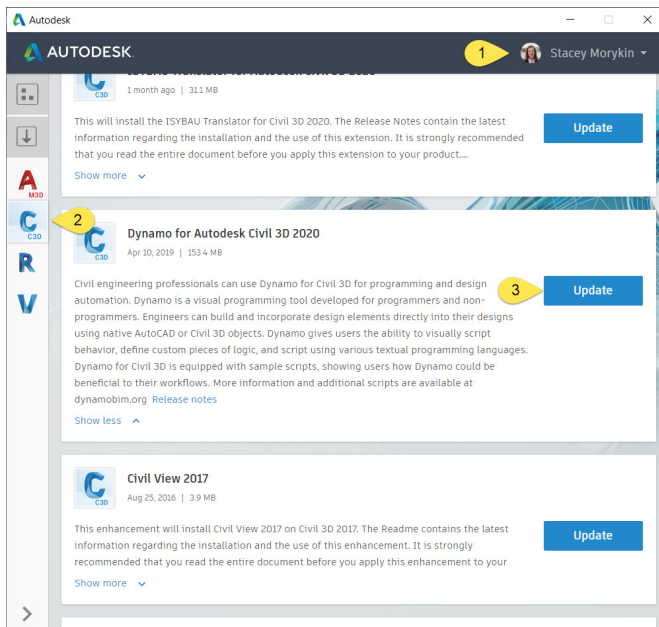 Autodesk
AUTODESK.
1
Stacey Morykin
ISYBAU Translator for Autodesk Civil 3D 2020
C3D
1 month ago | 31.1 MB
This will install the ISYBAU Translator for Civil 3D 2020. The Release Notes contain the latest
information regarding the installation and the use of this extension. It is strongly recommended
that you read the entire document before you apply this extension to your product....
Update
Show more
M3D
C3D
2
Dynamo for Autodesk Civil 3D 2020
C3D
Apr 10, 2019 | 153.4 MB
Civil engineering professionals can use Dynamo for Civil 3D for programming and design
automation. Dynamo is a visual programming tool developed for programmers and non-
programmers. Engineers can build and incorporate design elements directly into their designs
using native AutoCAD or Civil 3D objects. Dynamo gives users the ability to visually script
behavior, define custom pieces of logic, and script using various textual programming languages.
Dynamo for Civil 3D is equipped with sample scripts, showing users how Dynamo could be
beneficial to their workflows. More information and additional scripts are available at
dynamobim.org Release notes
3
Update
Show less
Civil View 2017
C3D
Aug 25, 2016 | 3.9 MB
This enhancement will install Civil View 2017 on Civil 3D 2017. The Readme contains the latest
information regarding the installation and the use of this enhancement. It is strongly
recommended that you read the entire document before you apply this enhancement to your
Update
Show more